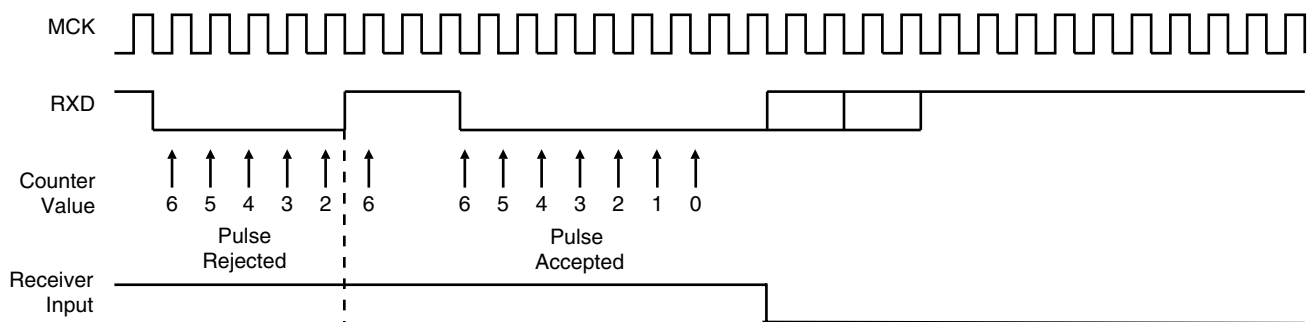 MCK
RXD
Counter
Value
6 5 4 3 2 6 6 5 4 3 2 1 0
Pulse
Rejected
Pulse
Accepted
Receiver
Input